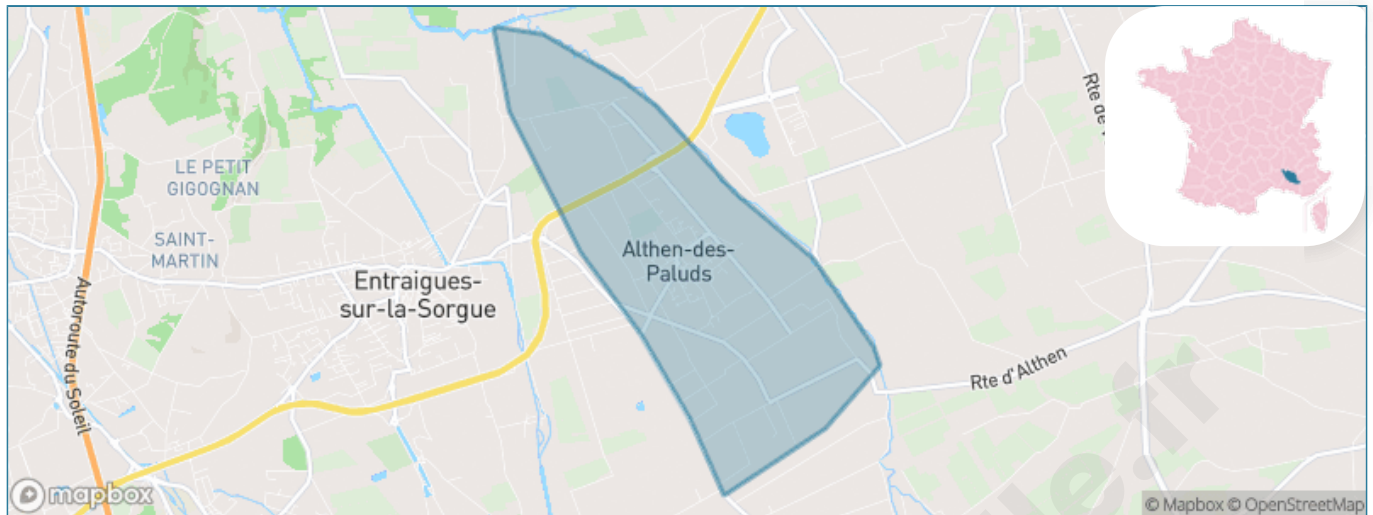 LE PETIT
GIGOGNAN
SAINT-
MARTIN
Entraigues-
sur-la-Sorgue
Althen-des-
Paluds
Autoroute du Soleil
Rte d'Althen
mapbox
© Mapbox © OpenStreetMap